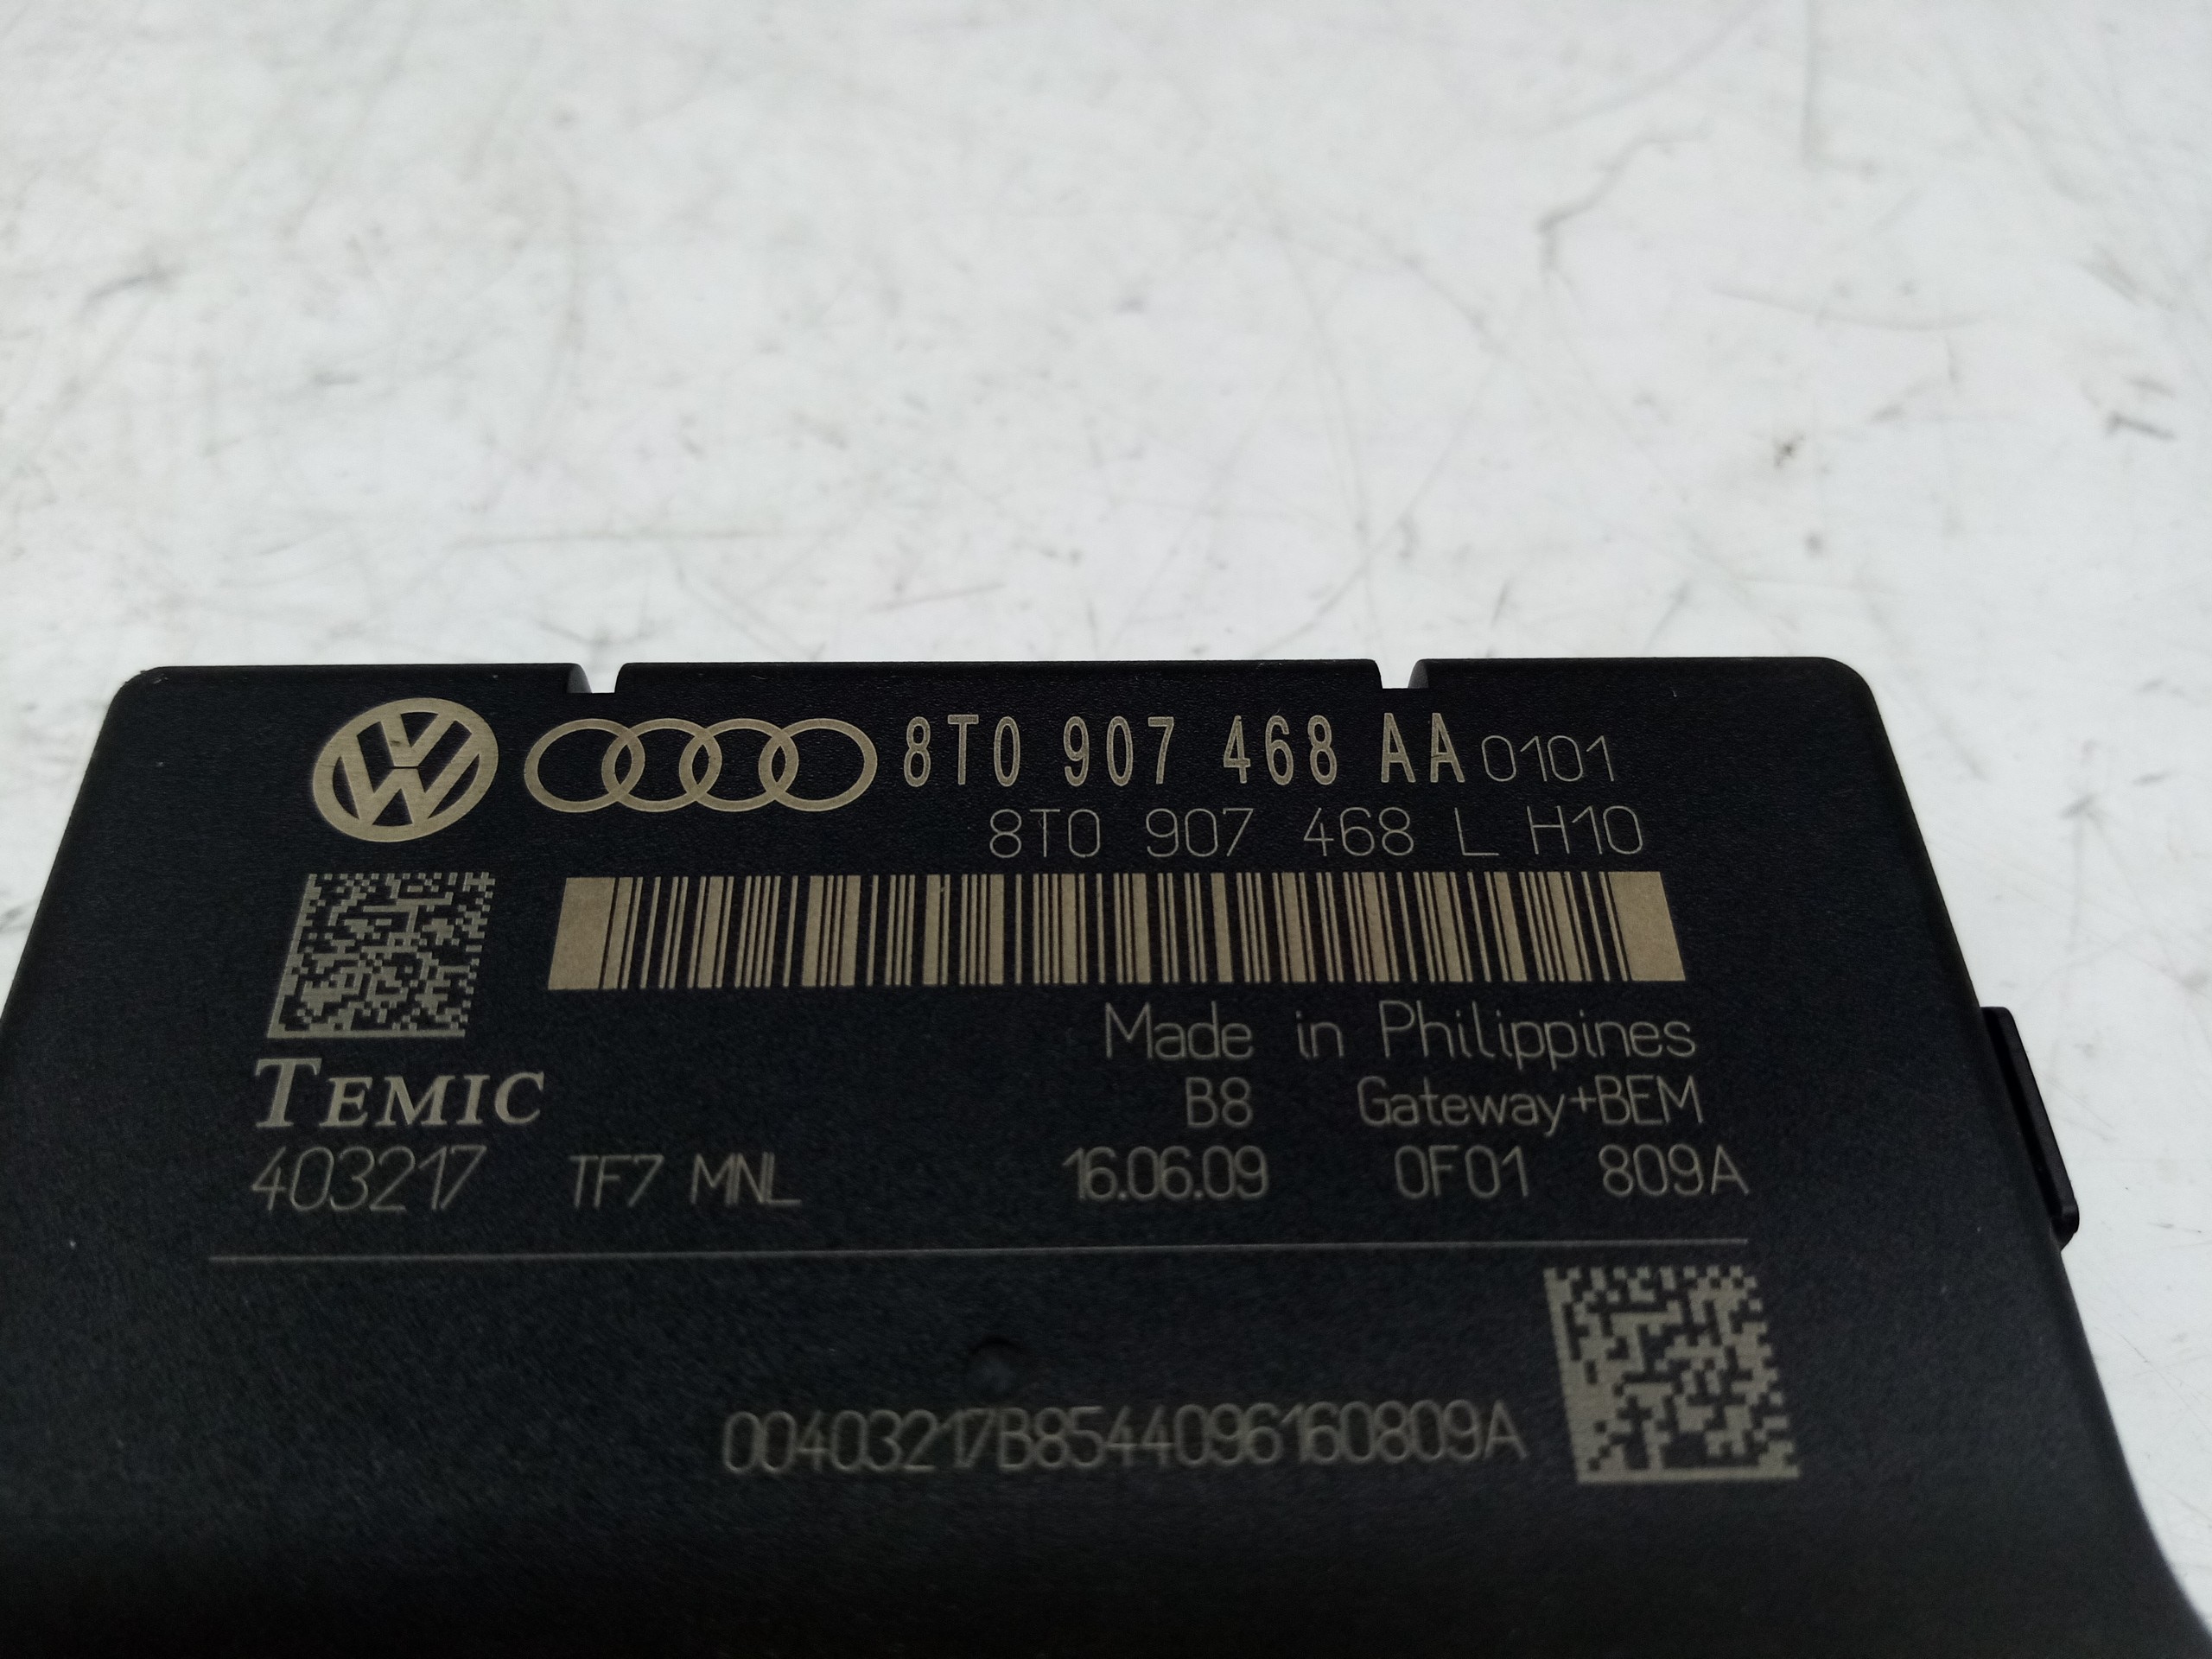 8T0 907 468 AA 0101
8T0 907 468 L H10
Made in Philippines
TEMIC B8 Gateway+BEM
403217 TF7 MNL 16.06.09 0F01 809A
00403217B8544096160809A